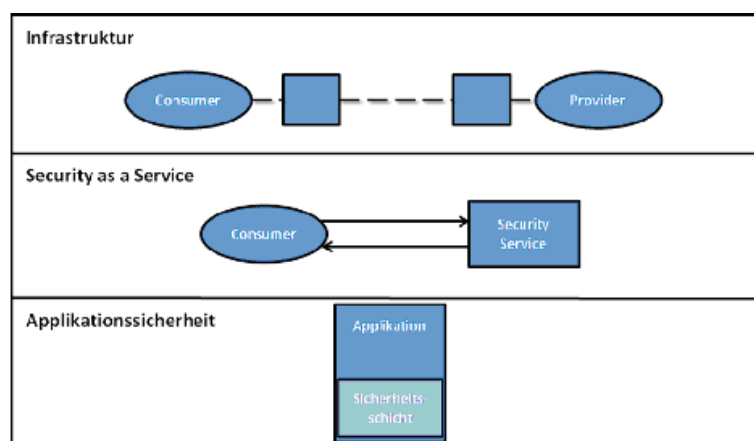 Infrastruktur
Consumer
Provider
Security as a Service
Consumer
Security
Service
Applikationssicherheit
Applikation
Sicherheits-
schicht